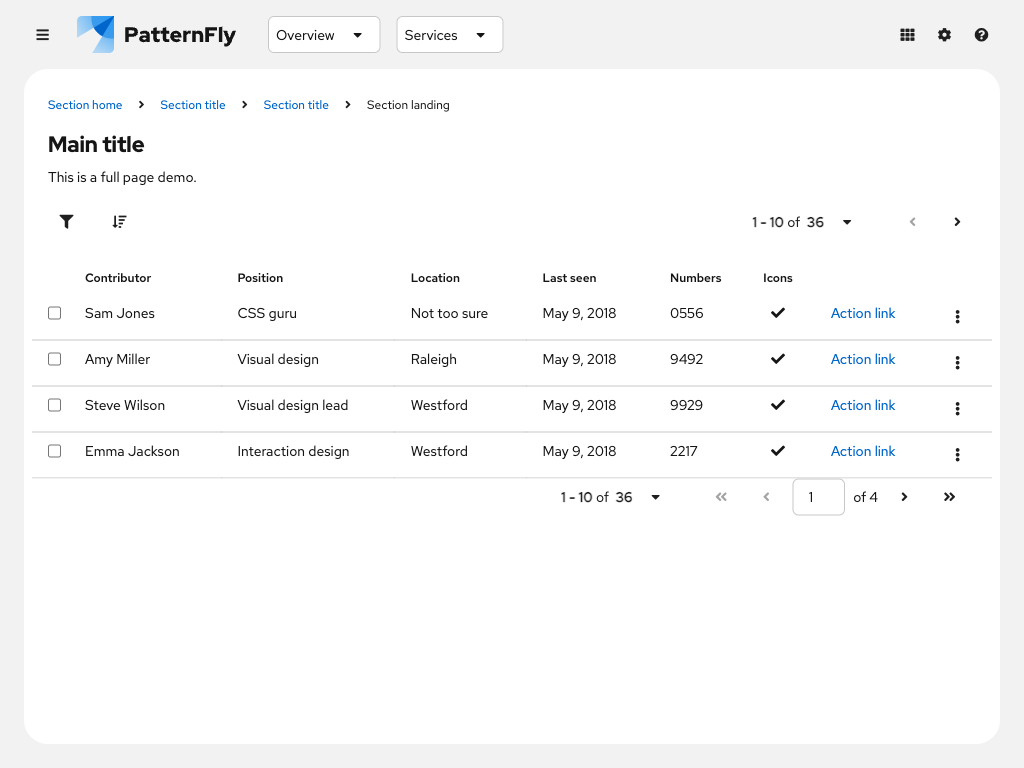 PatternFly Overview Services
Section home Section title Section title Section landing
Main title
This is a full page demo.
1 - 10 of 36
Contributor Position Location Last seen Numbers Icons
Sam Jones CSS guru Not too sure May 9, 2018 0556 Action link
Amy Miller Visual design Raleigh May 9, 2018 9492 Action link
Steve Wilson Visual design lead Westford May 9, 2018 9929 Action link
Emma Jackson Interaction design Westford May 9, 2018 2217 Action link
1 - 10 of 36 1 of 4